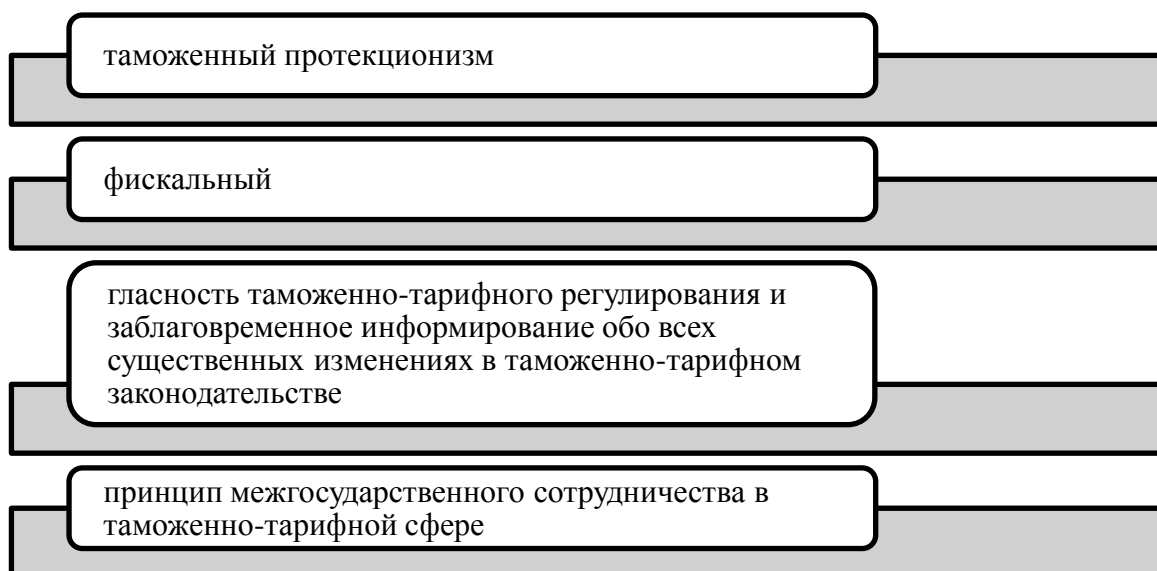 таможенный протекционизм
фискальный
гласность таможенно-тарифного регулирования и
заблаговременное информирование обо всех
существенных изменениях в таможенно-тарифном
законодательстве
принцип межгосударственного сотрудничества в
таможенно-тарифной сфере